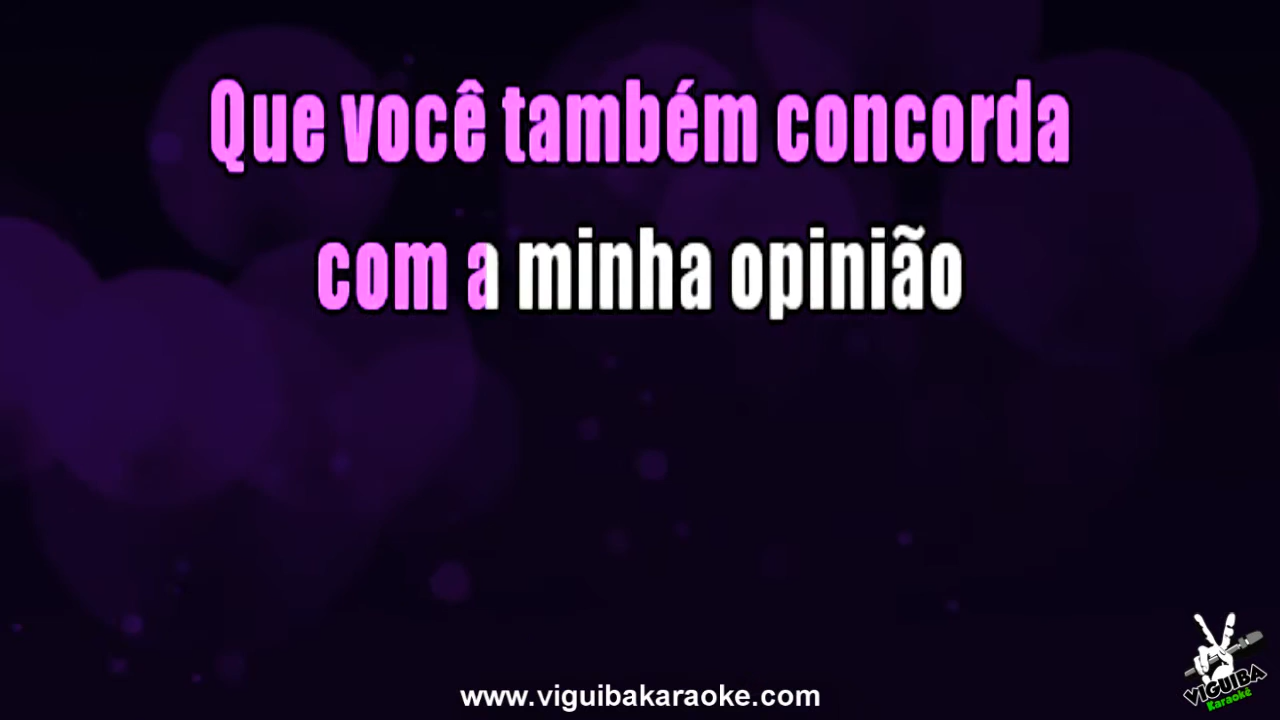 Que você também concorda
com a minha opinião
www.viguibakaraoke.com
VIGUIBA
Karaokê